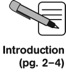 Introduction
(pg. 2–4)